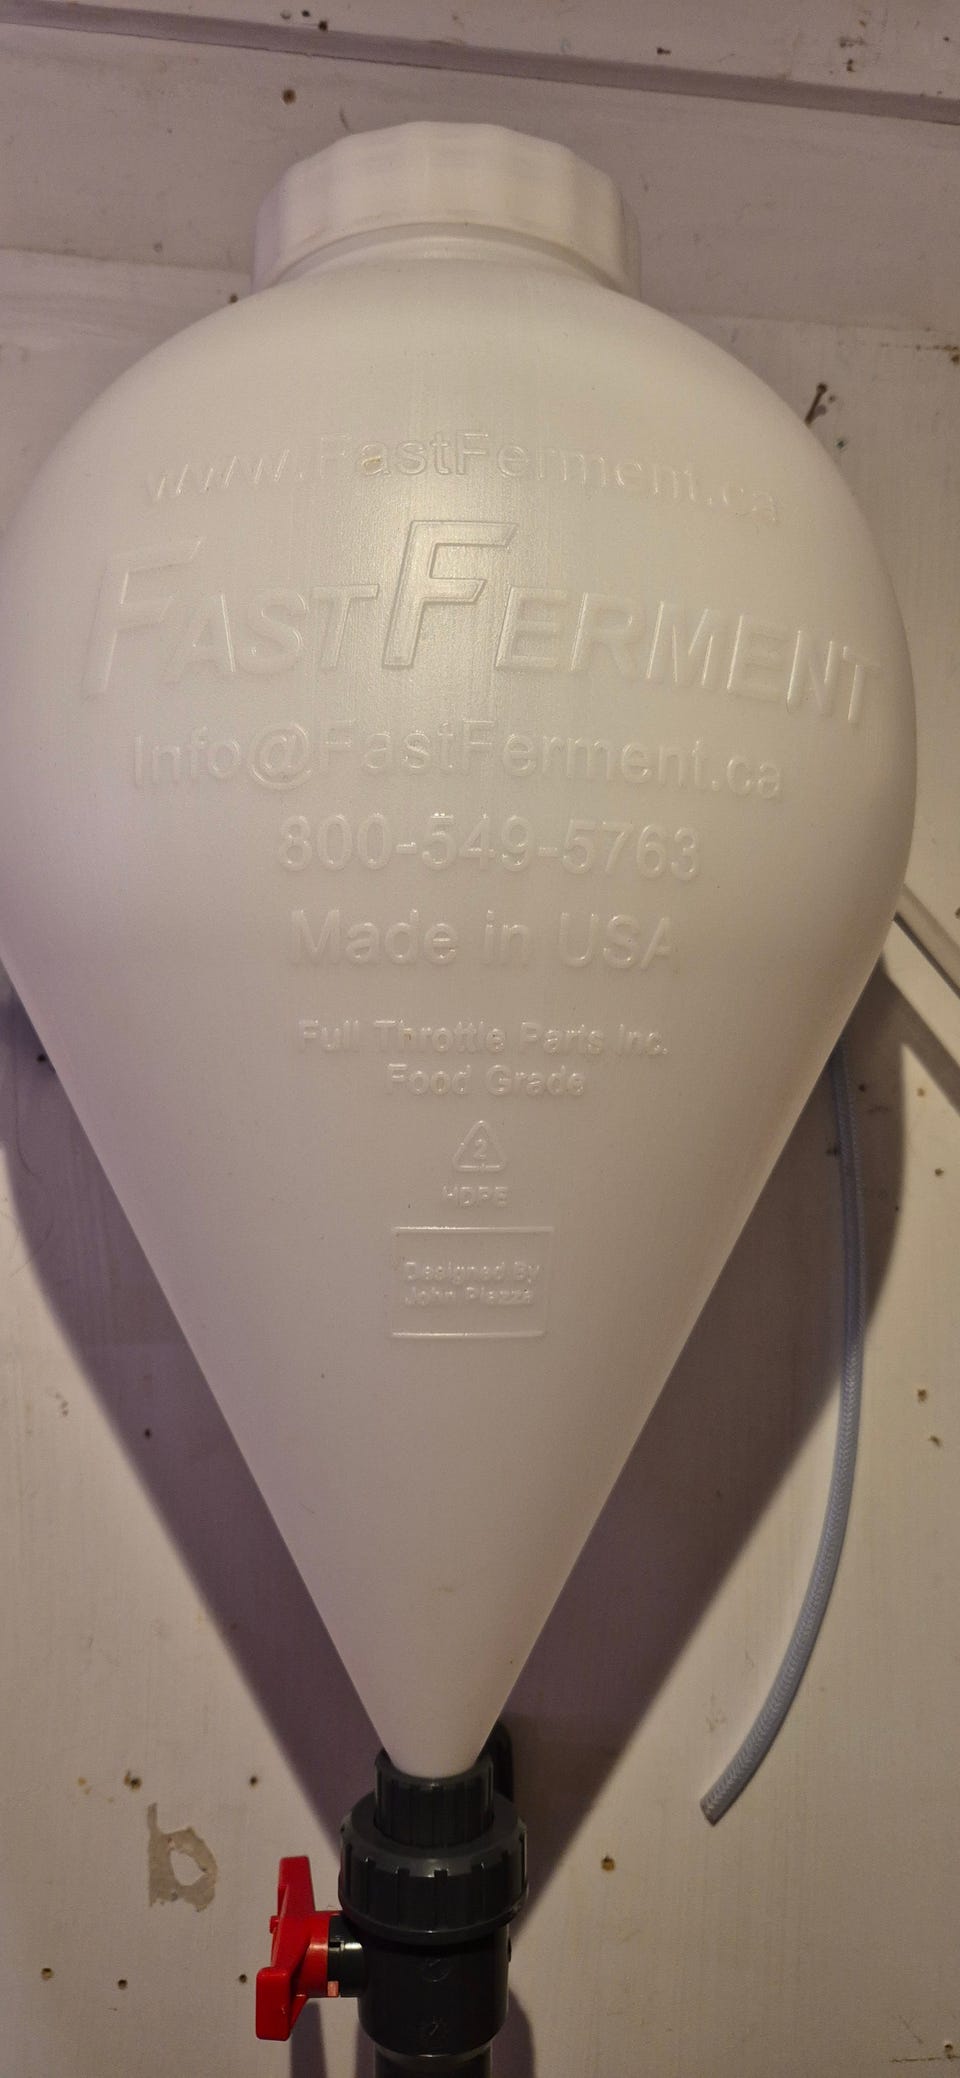 www.FastFerment.ca
FASTFERMENT
Info@FastFerment.ca
800-549-5763
Made in USA
Full Throttle Parts Inc.
Food Grade
2
HDPE
Designed By
John Piazza